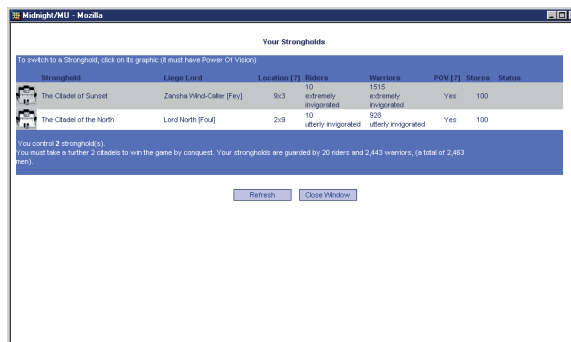 Midnight/MU - Mozilla
Your Strongholds
To switch to a Stronghold, click on its graphic (it must have Power Of Vision)
Stronghold Liege Lord Location [?] Riders Warriors POV [?] Stores Status
The Citadel of Sunset Zansha Wind-Caller [Fey] 9x3 10 extremely invigorated 1515 extremely invigorated Yes 100
The Citadel of the North Lord North [Foul] 2x9 10 utterly invigorated 928 utterly invigorated Yes 100
You control 2 stronghold(s).
You must take a further 2 citadels to win the game by conquest. Your strongholds are guarded by 20 riders and 2,443 warriors, (a total of 2,463
men).
Refresh Close Window